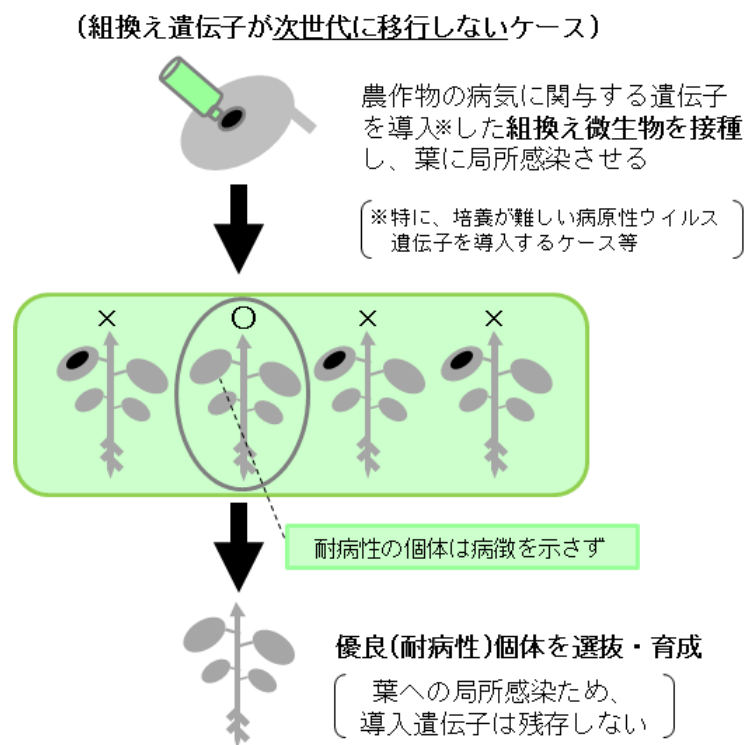 (組換え遺伝子が次世代に移行しないケース)
農作物の病気に関与する遺伝子
を導入※した組換え微生物を接種
し、葉に局所感染させる
※特に、培養が難しい病原性ウイルス
遺伝子を導入するケース等
× ○ × ×
耐病性の個体は病徴を示さず
優良(耐病性)個体を選抜・育成
葉への局所感染ため、
導入遺伝子は残存しない